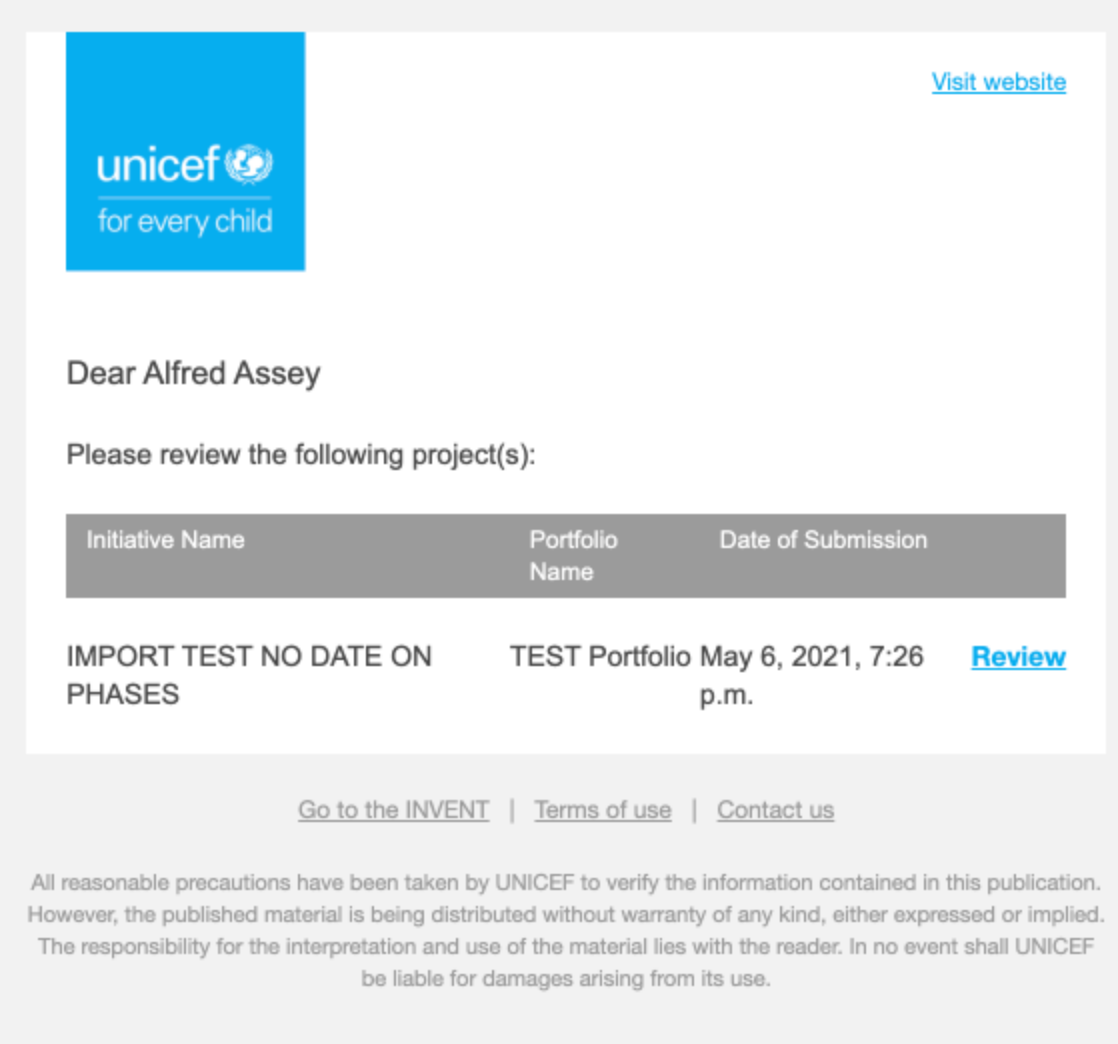 Visit website
unicef
for every child
Dear Alfred Assey
Please review the following project(s):
Initiative Name Portfolio Name Date of Submission
IMPORT TEST NO DATE ON PHASES TEST Portfolio May 6, 2021, 7:26 p.m. Review
Go to the INVENT | Terms of use | Contact us
All reasonable precautions have been taken by UNICEF to verify the information contained in this publication.
However, the published material is being distributed without warranty of any kind, either expressed or implied.
The responsibility for the interpretation and use of the material lies with the reader. In no event shall UNICEF
be liable for damages arising from its use.